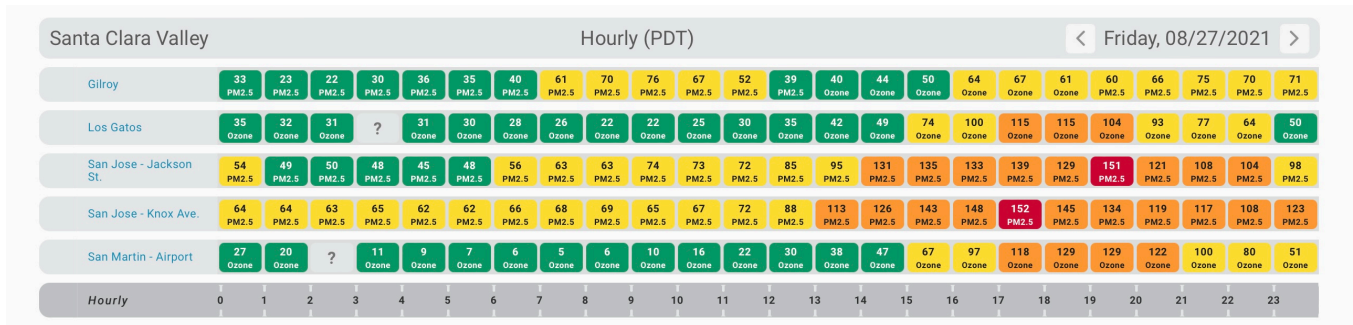 Santa Clara Valley Hourly (PDT) < Friday, 08/27/2021 >
Gilroy 33 23 22 30 36 35 40 61 70 76 67 52 39 40 44 50 64 67 61 60 66 75 70 71
PM2.5 PM2.5 PM2.5 PM2.5 PM2.5 PM2.5 PM2.5 PM2.5 PM2.5 PM2.5 PM2.5 PM2.5 PM2.5 Ozone Ozone Ozone Ozone Ozone Ozone PM2.5 PM2.5 PM2.5 PM2.5 PM2.5
Los Gatos 35 32 31 ? 31 30 28 26 22 22 25 30 35 42 49 74 100 115 115 104 93 77 64 50
Ozone Ozone Ozone Ozone Ozone Ozone Ozone Ozone Ozone Ozone Ozone Ozone Ozone Ozone Ozone Ozone Ozone Ozone Ozone Ozone Ozone Ozone Ozone
San Jose - Jackson 54 49 50 48 45 48 56 63 63 74 73 72 85 95 131 135 133 139 129 151 121 108 104 98
St. PM2.5 PM2.5 PM2.5 PM2.5 PM2.5 PM2.5 PM2.5 PM2.5 PM2.5 PM2.5 PM2.5 PM2.5 PM2.5 PM2.5 PM2.5 PM2.5 PM2.5 PM2.5 PM2.5 PM2.5 PM2.5 PM2.5 PM2.5 PM2.5
San Jose - Knox Ave. 64 64 63 65 62 62 66 68 69 65 67 72 88 113 126 143 148 152 145 134 119 117 108 123
PM2.5 PM2.5 PM2.5 PM2.5 PM2.5 PM2.5 PM2.5 PM2.5 PM2.5 PM2.5 PM2.5 PM2.5 PM2.5 PM2.5 PM2.5 PM2.5 PM2.5 PM2.5 PM2.5 PM2.5 PM2.5 PM2.5 PM2.5 PM2.5
San Martin - Airport 27 20 ? 11 9 7 6 5 6 10 16 22 30 38 47 67 97 118 129 129 122 100 80 51
Ozone Ozone Ozone Ozone Ozone Ozone Ozone Ozone Ozone Ozone Ozone Ozone Ozone Ozone Ozone Ozone Ozone Ozone Ozone Ozone Ozone Ozone Ozone
Hourly 0 1 2 3 4 5 6 7 8 9 10 11 12 13 14 15 16 17 18 19 20 21 22 23